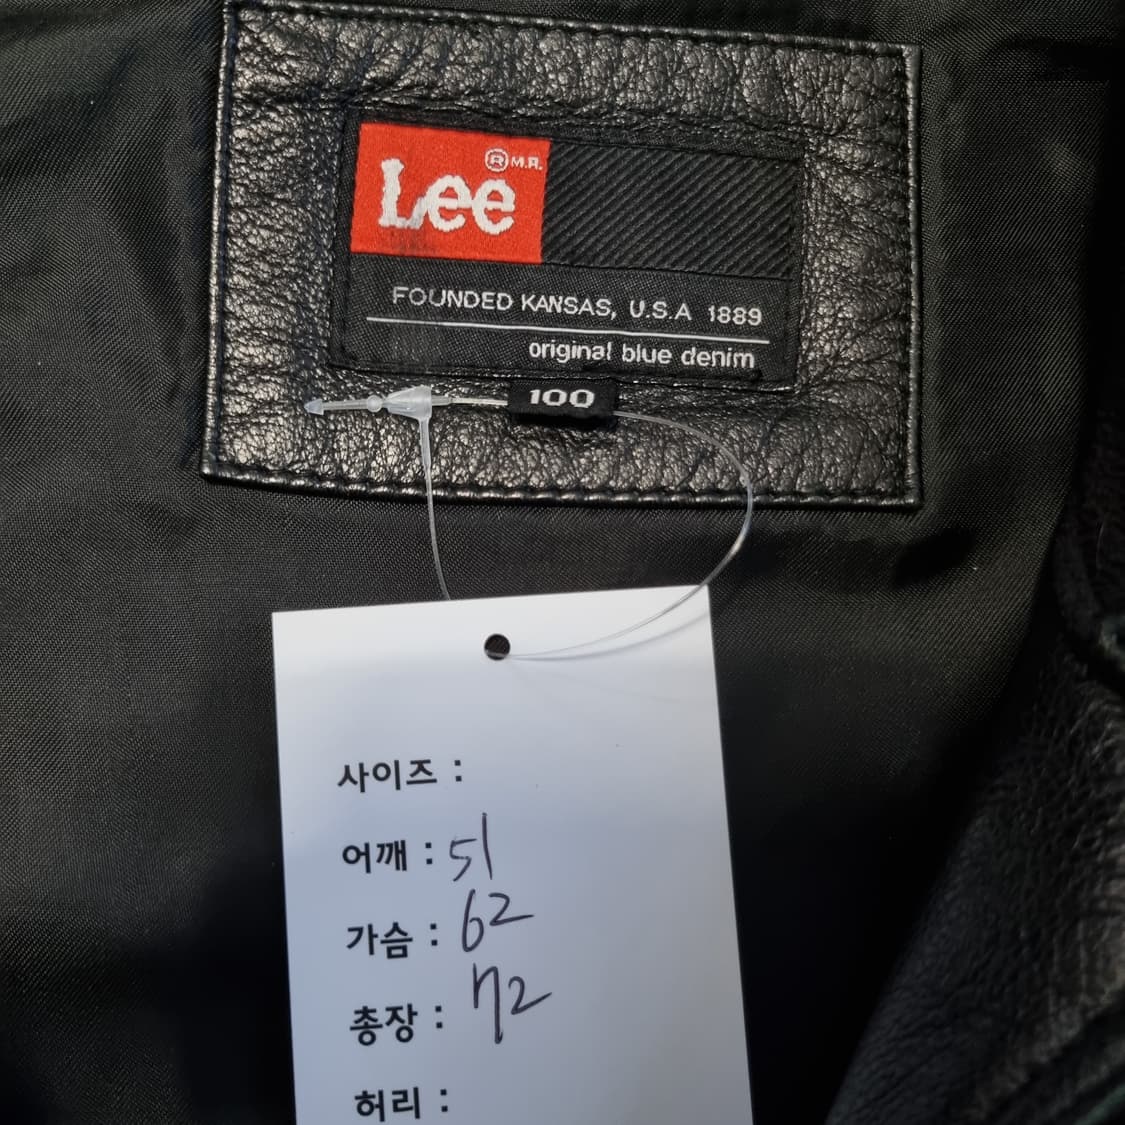 Lee ® M.R.
FOUNDED KANSAS, U.S.A 1889
original blue denim
100
사이즈 :
어깨 : 51
가슴 : 62
총장 : 72
허리 :